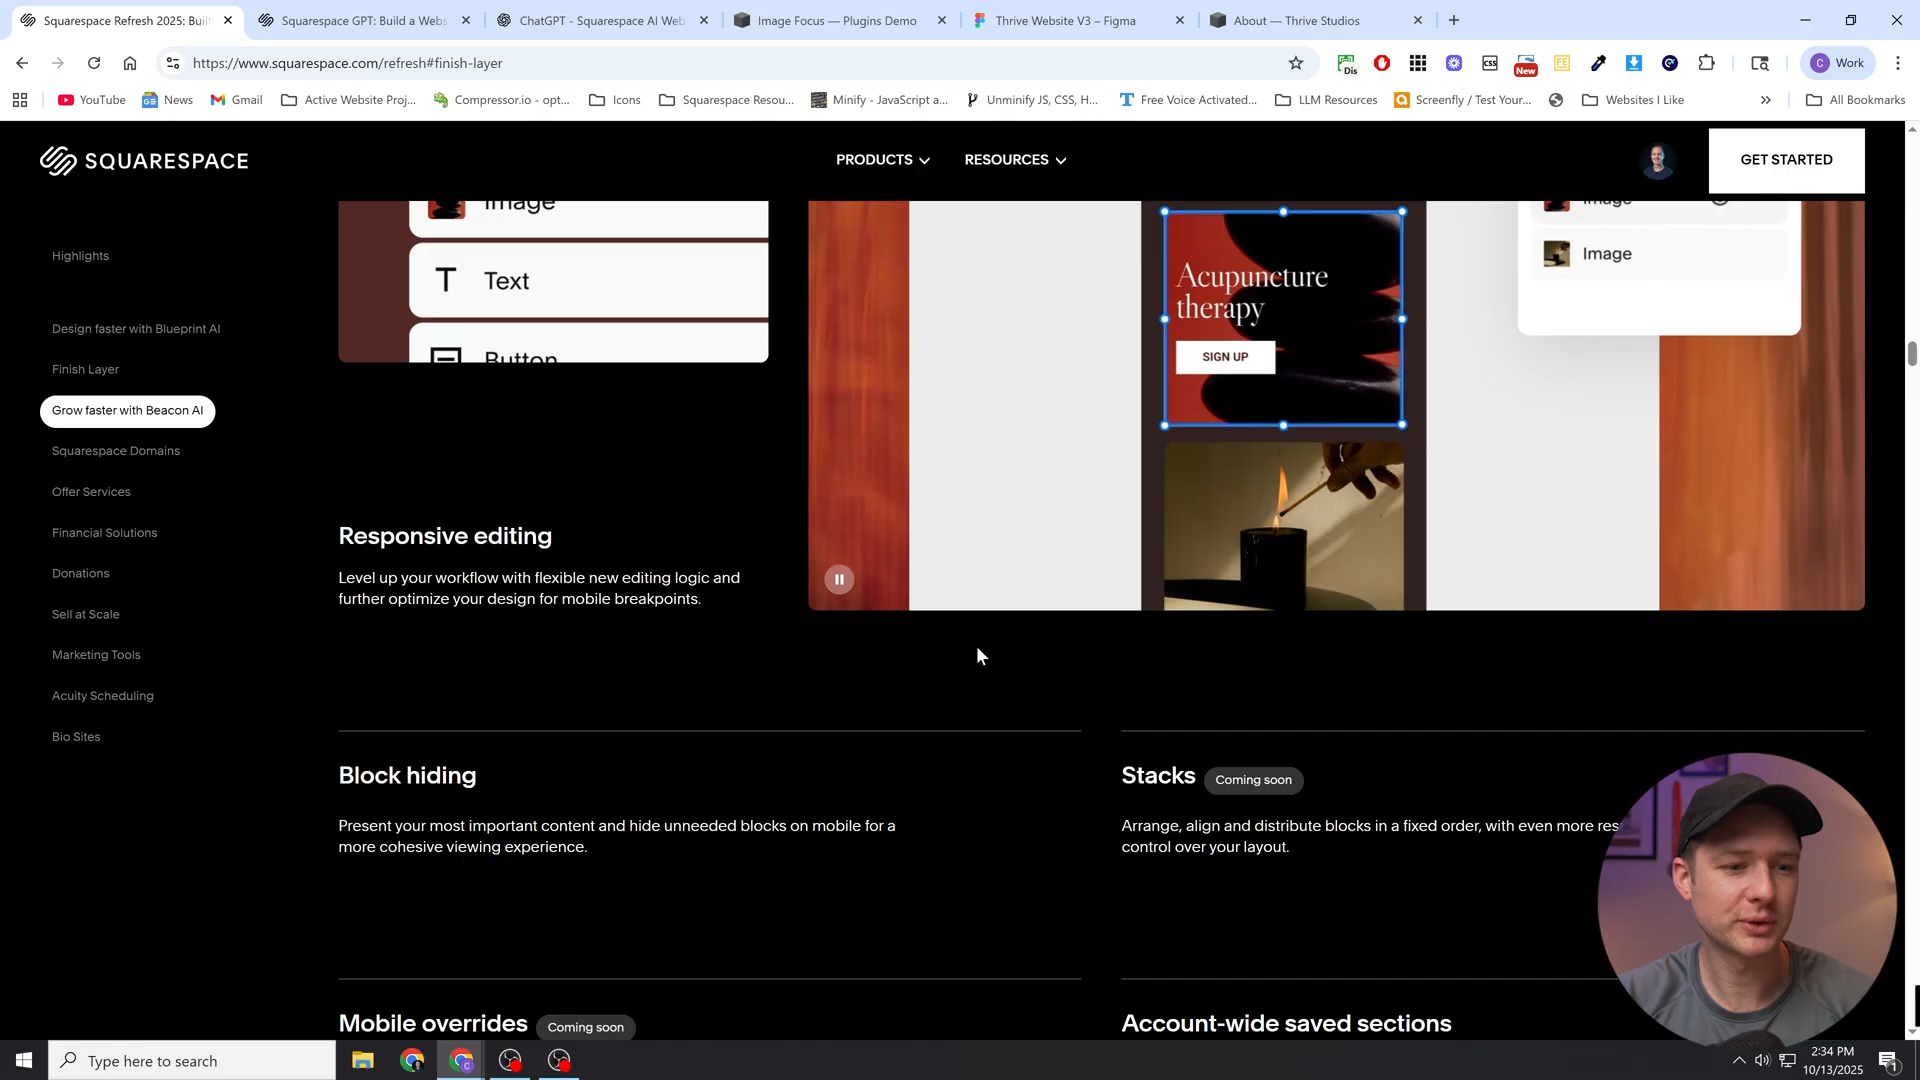 Squarespace Refresh 2025: Buil
Squarespace GPT: Build a Webs
ChatGPT - Squarespace AI Web
Image Focus — Plugins Demo
Thrive Website V3 – Figma
About — Thrive Studios
https://www.squarespace.com/refresh#finish-layer
Dis
CSS
New
FE
C Work
YouTube
News
Gmail
Active Website Proj...
Compressor.io - opt...
Icons
Squarespace Resou...
Minify - JavaScript a...
Unminify JS, CSS, H...
Free Voice Activated...
LLM Resources
Screenfly / Test Your...
Websites I Like
All Bookmarks
SQUARESPACE
PRODUCTS
RESOURCES
GET STARTED
Highlights
Design faster with Blueprint AI
Finish Layer
Grow faster with Beacon AI
Squarespace Domains
Offer Services
Financial Solutions
Donations
Sell at Scale
Marketing Tools
Acuity Scheduling
Bio Sites
Image
Text
Button
Acupuncture
therapy
SIGN UP
Image
Image
Responsive editing
Level up your workflow with flexible new editing logic and
further optimize your design for mobile breakpoints.
Block hiding
Present your most important content and hide unneeded blocks on mobile for a
more cohesive viewing experience.
Stacks Coming soon
Arrange, align and distribute blocks in a fixed order, with even more
control over your layout.
Mobile overrides Coming soon
Account-wide saved sections
Type here to search
2:34 PM
10/13/2025
1